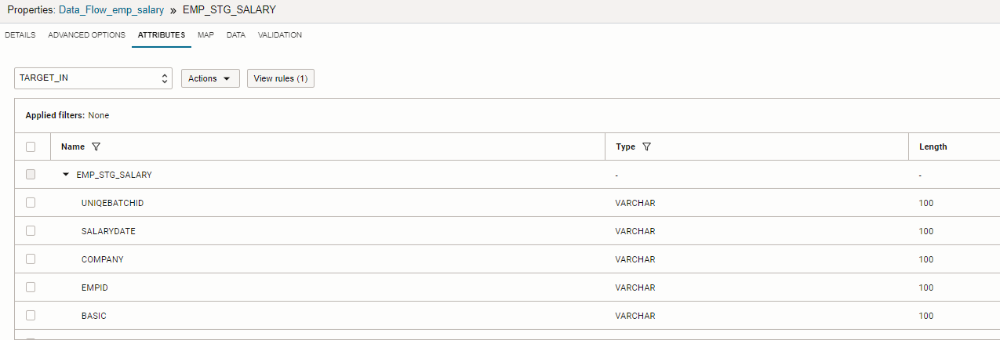 Properties: Data_Flow_emp_salary » EMP_STG_SALARY
DETAILS ADVANCED OPTIONS ATTRIBUTES MAP DATA VALIDATION
TARGET_IN Actions View rules (1)
Applied filters: None
Name Type Length
EMP_STG_SALARY - -
UNIQEBATCHID VARCHAR 100
SALARYDATE VARCHAR 100
COMPANY VARCHAR 100
EMPID VARCHAR 100
BASIC VARCHAR 100